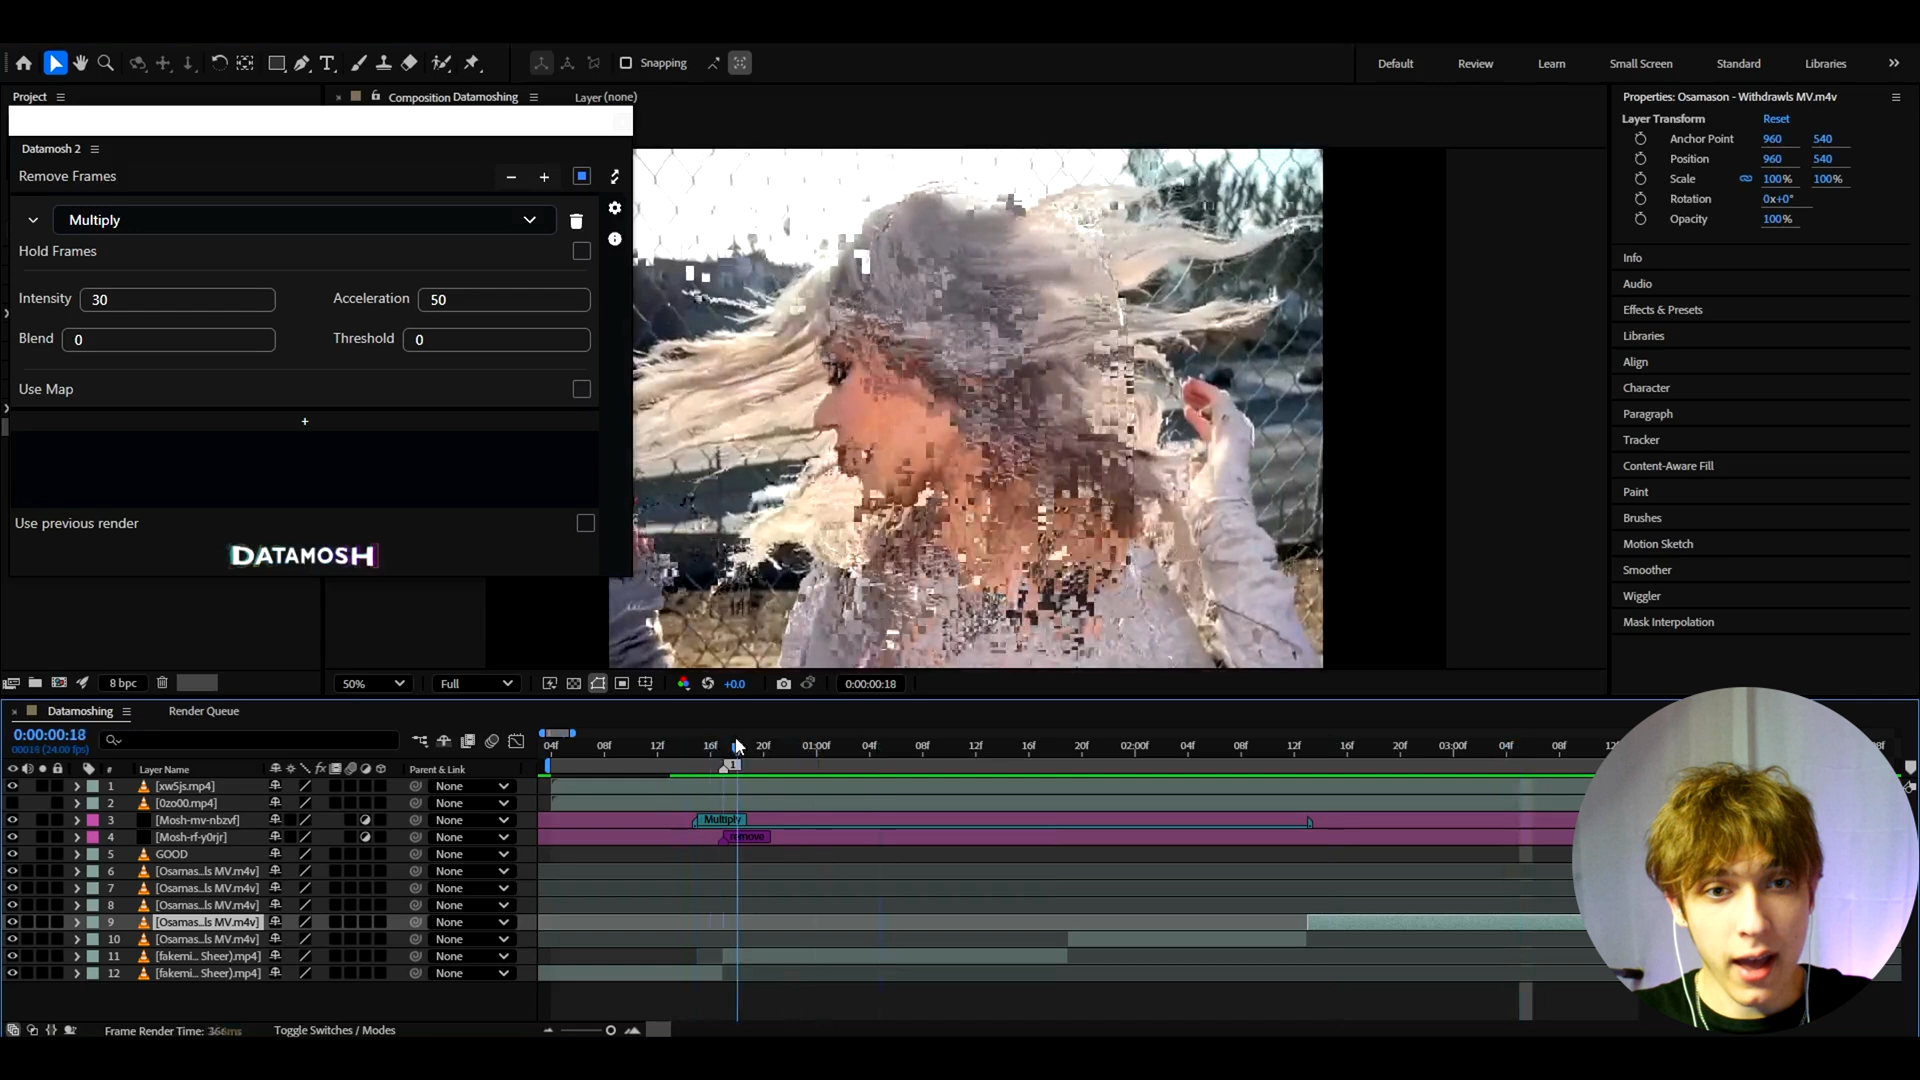 Snapping
Default
Review
Learn
Small Screen
Standard
Libraries
Project
Composition Datamoshing
Layer (none)
Properties: Osamason - Withdrawls MV.m4v
Layer Transform
Reset
Anchor Point
960
540
Position
960
540
Scale
100%
100%
Rotation
0x+0°
Opacity
100%
Info
Audio
Effects & Presets
Libraries
Align
Character
Paragraph
Tracker
Content-Aware Fill
Paint
Brushes
Motion Sketch
Smoother
Wiggler
Mask Interpolation
Datamosh 2
Remove Frames
Multiply
Hold Frames
Intensity
30
Acceleration
50
Blend
0
Threshold
0
Use Map
+
Use previous render
DATAMOSH
8 bpc
50%
Full
+0.0
0:00:00:18
Datamoshing
Render Queue
0:00:00:18
00018 (24.00 fps)
04f
08f
12f
16f
20f
01:00f
04f
08f
12f
16f
20f
02:00f
04f
08f
12f
16f
20f
03:00f
04f
08f
#
Layer Name
Parent & Link
1
1 [xw5js.mp4] None
2 [0zo00.mp4] None
3 [Mosh-mv-nbzvf] None Multiply
4 [Mosh-rf-y0rjr] None remove
5 GOOD None
6 [Osamas...ls MV.m4v] None
7 [Osamas...ls MV.m4v] None
8 [Osamas...ls MV.m4v] None
9 [Osamas...ls MV.m4v] None
10 [Osamas...ls MV.m4v] None
11 [fakemi... Sheer).mp4] None
12 [fakemi... Sheer).mp4] None
Frame Render Time: 366ms
Toggle Switches / Modes